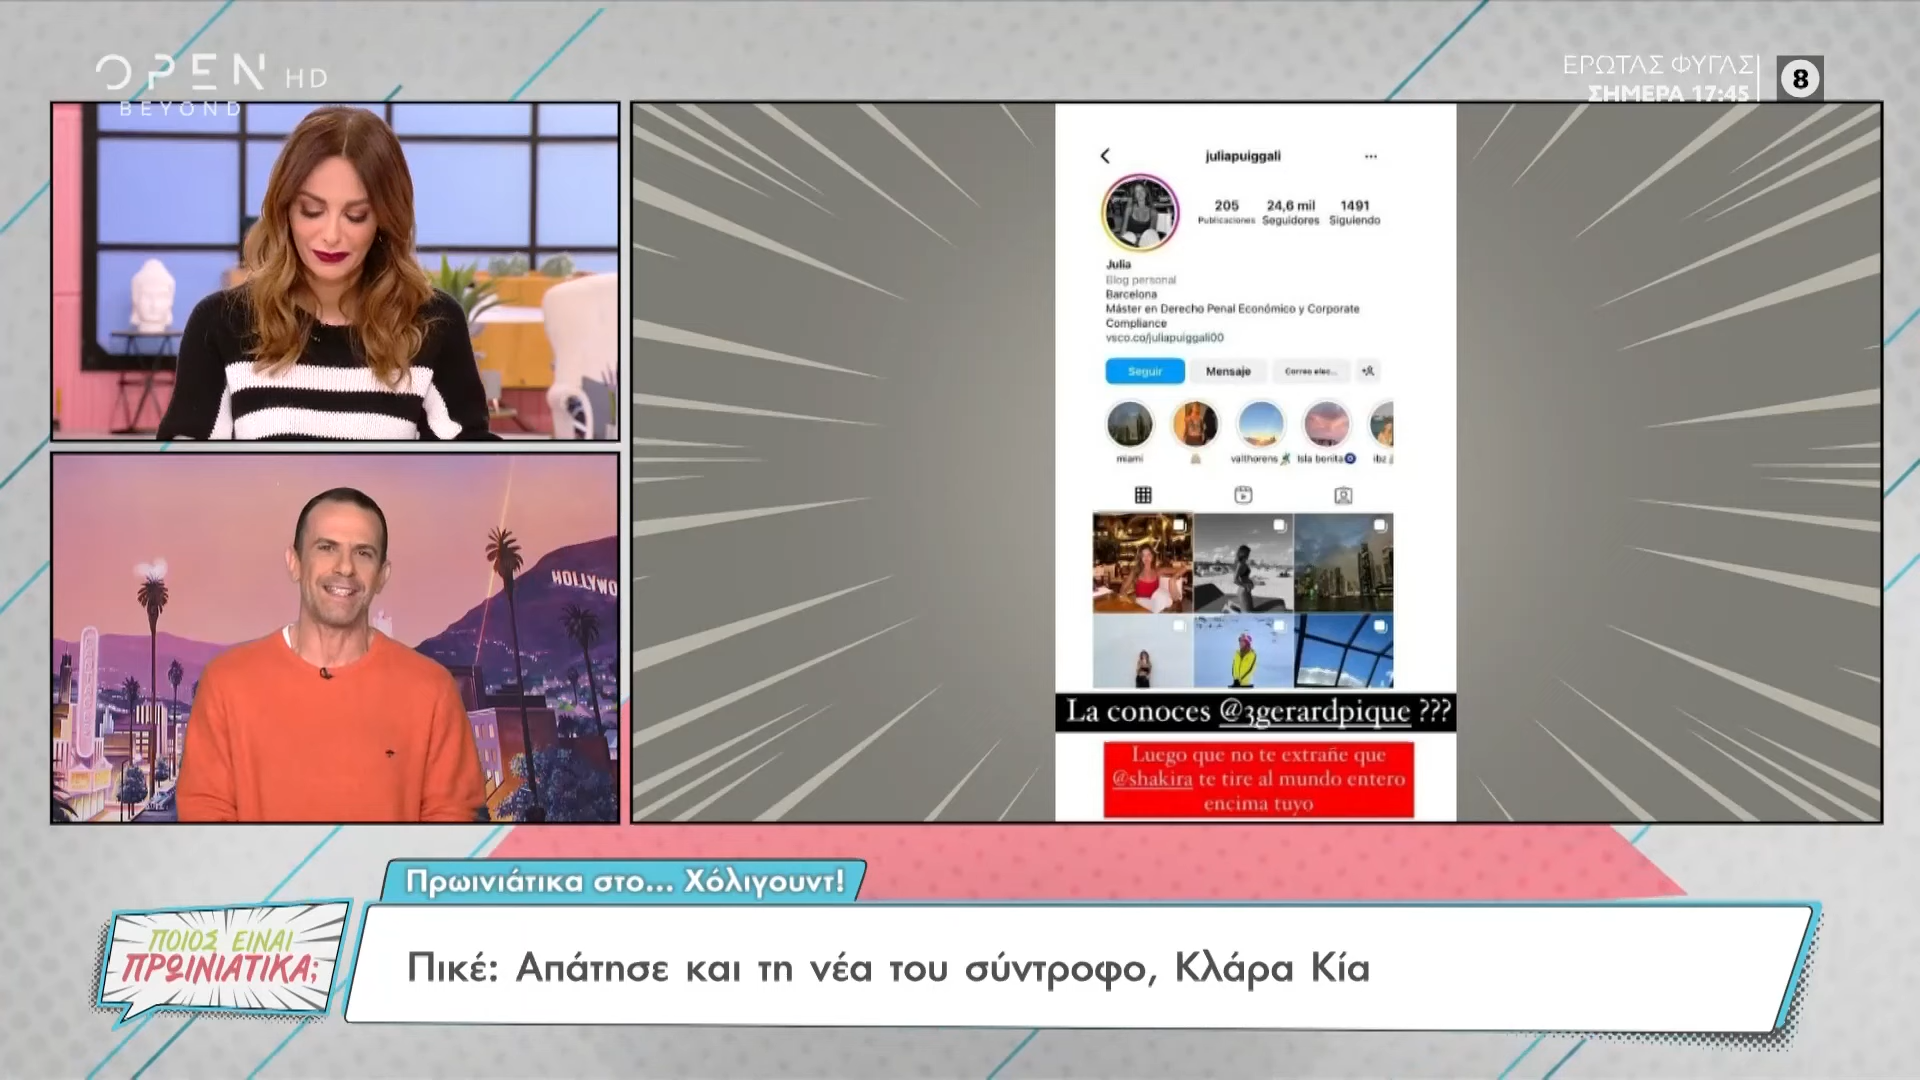 OPEN HD
BEYOND
ΕΡΩΤΑΣ ΦΥΓΑΣ
ΣΗΜΕΡΑ 17:45
8
juliapuiggali
205 24,6 mil 1491
Publicaciones Seguidores Siguiendo
Julia
Blog personal
Barcelona
Máster en Derecho Penal Económico y Corporate
Compliance
vsco.co/juliapuiggali00
Seguir Mensaje Correo elec...
miami valthorens Isla bonita ibz
La conoces @3gerardpique ???
Luego que no te extrañe que
@shakira te tire al mundo entero
encima tuyo
HOLLYWO
Πρωινιάτικα στο... Χόλιγουντ!
ΠΟΙΟΣ ΕΙΝΑΙ
ΠΡΩΙΝΙΑΤΙΚΑ;
Πικέ: Απάτησε και τη νέα του σύντροφο, Κλάρα Κία